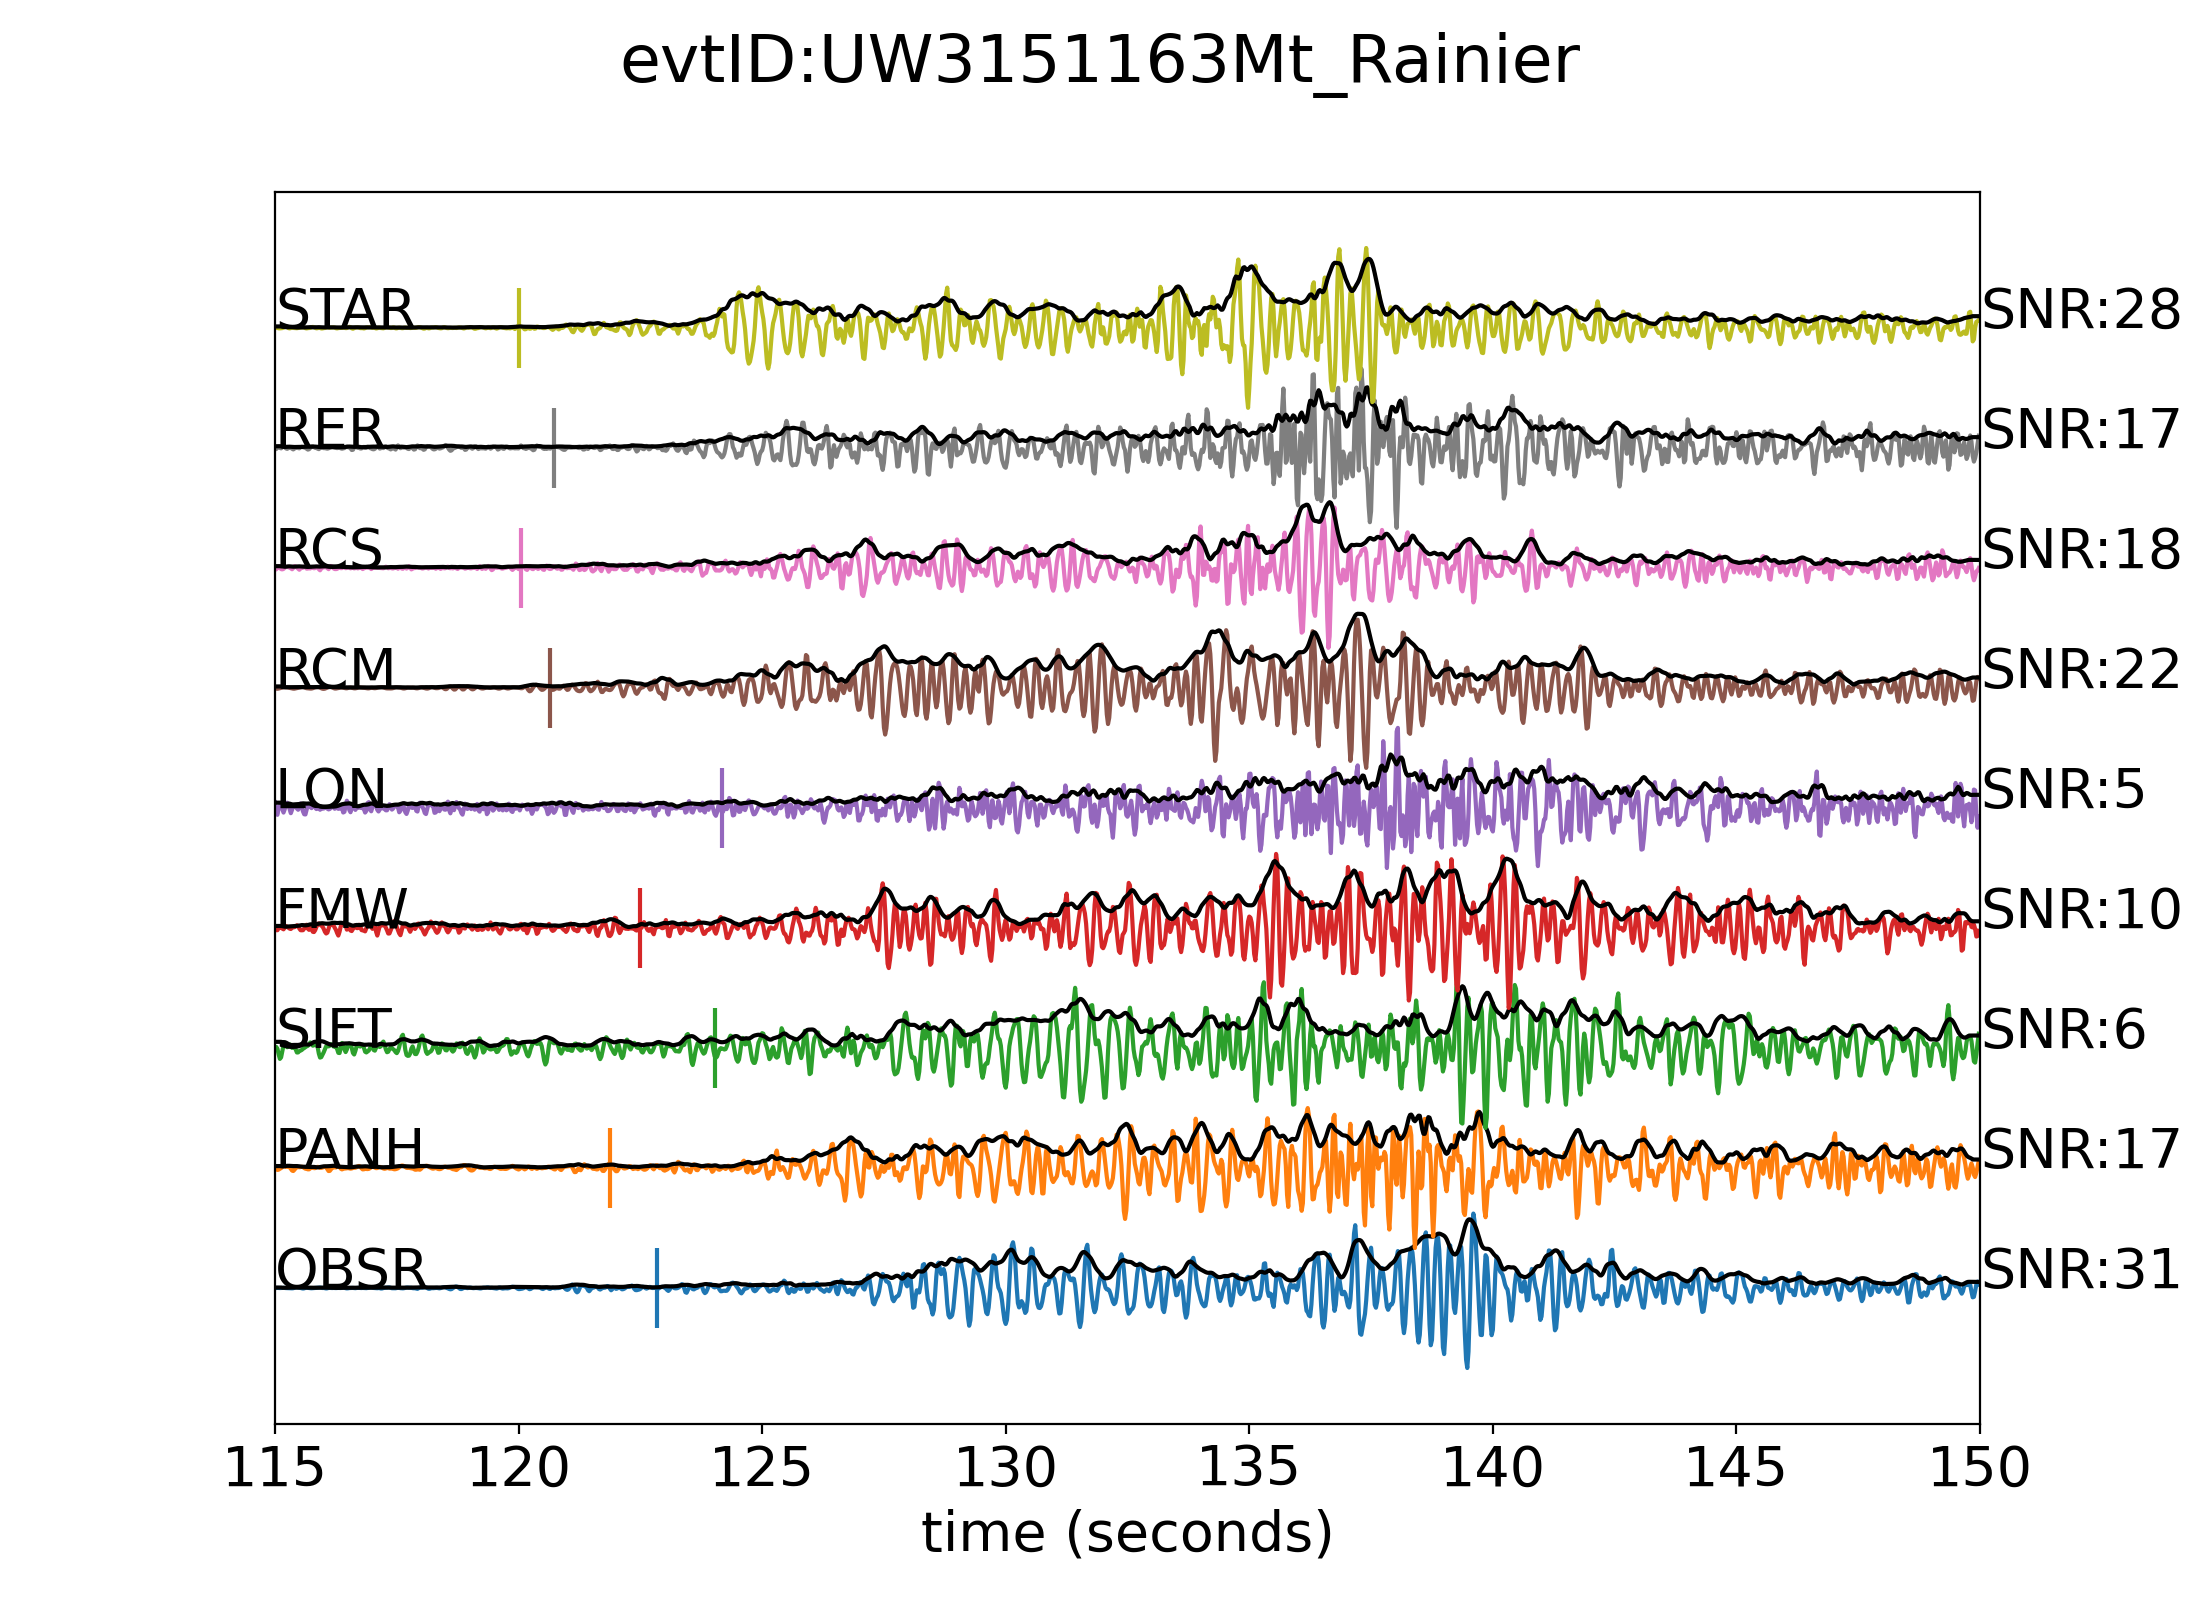 evtID:UW3151163Mt_Rainier
STAR SNR:28
RER SNR:17
RCS SNR:18
RCM SNR:22
LON SNR:5
FMW SNR:10
SIFT SNR:6
PANH SNR:17
OBSR SNR:31
115 120 125 130 135 140 145 150
time (seconds)